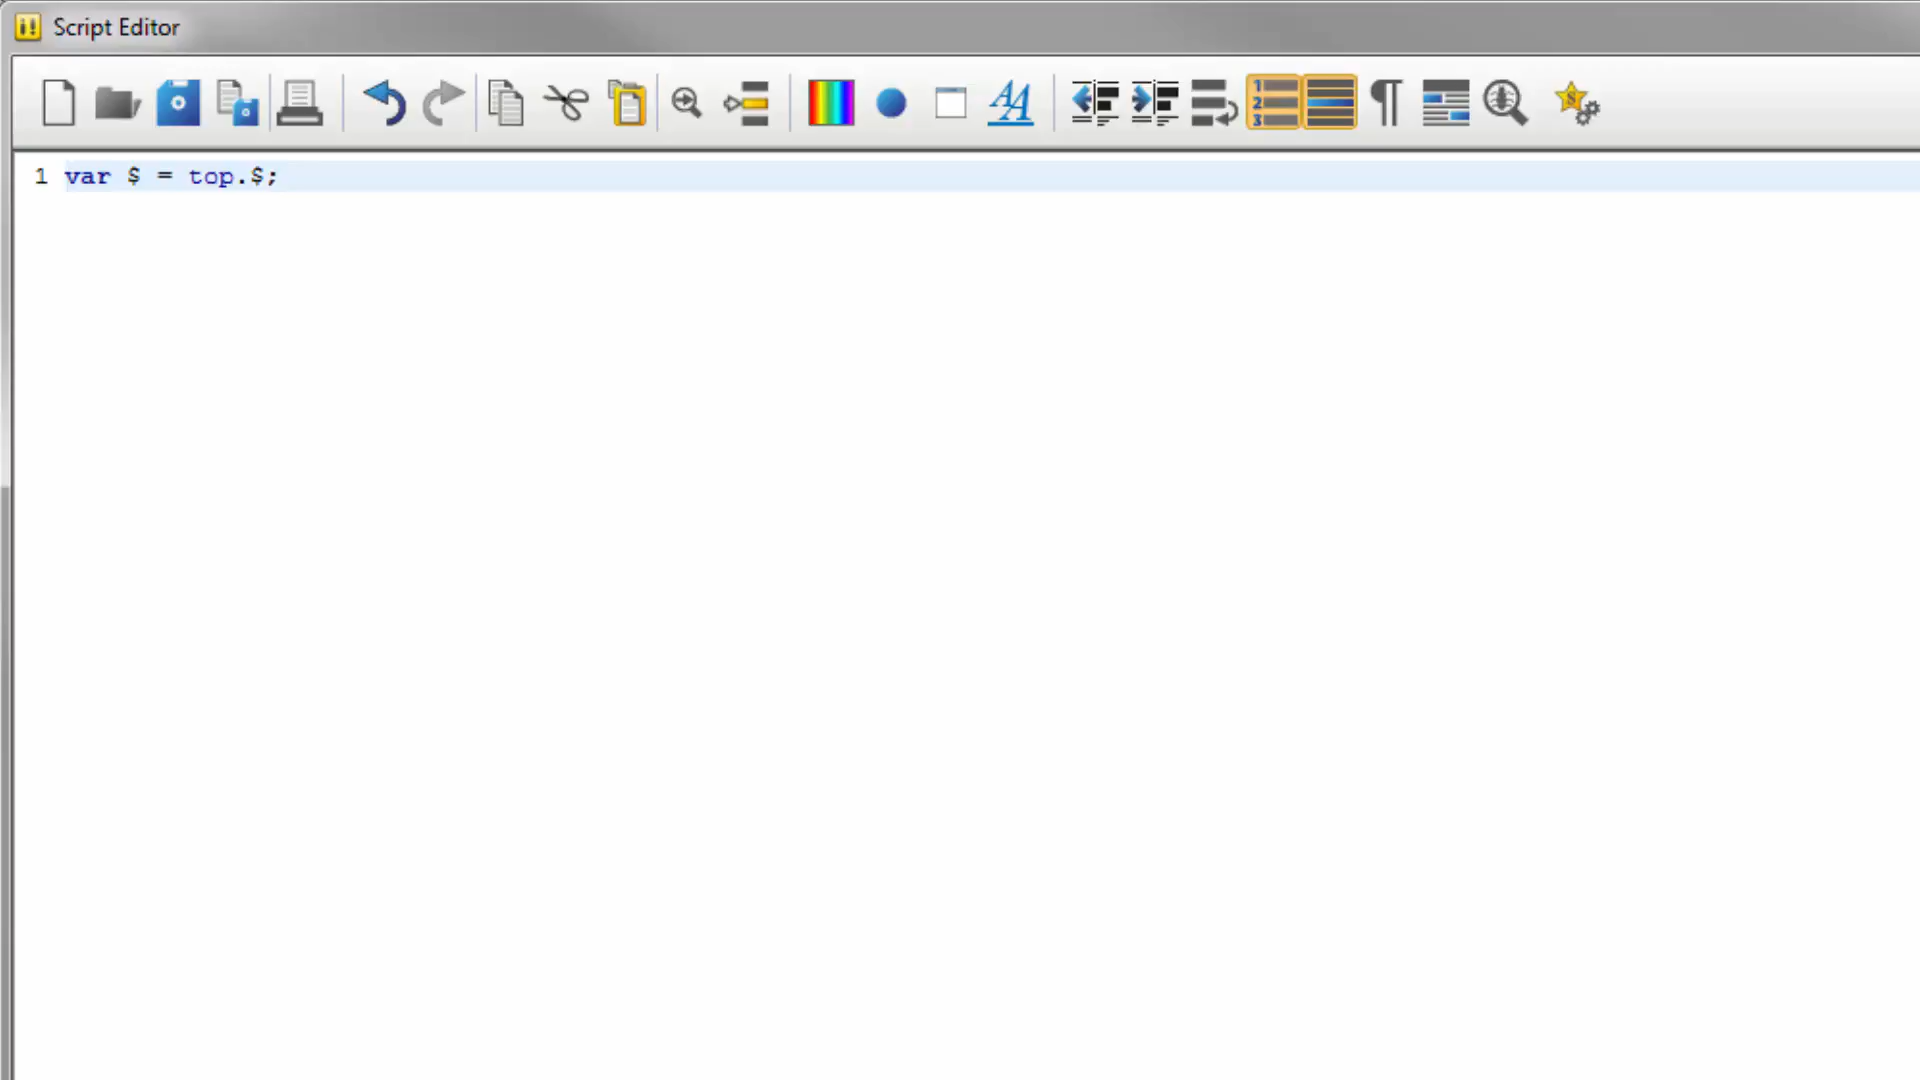 Script Editor
1 var $ = top.$;